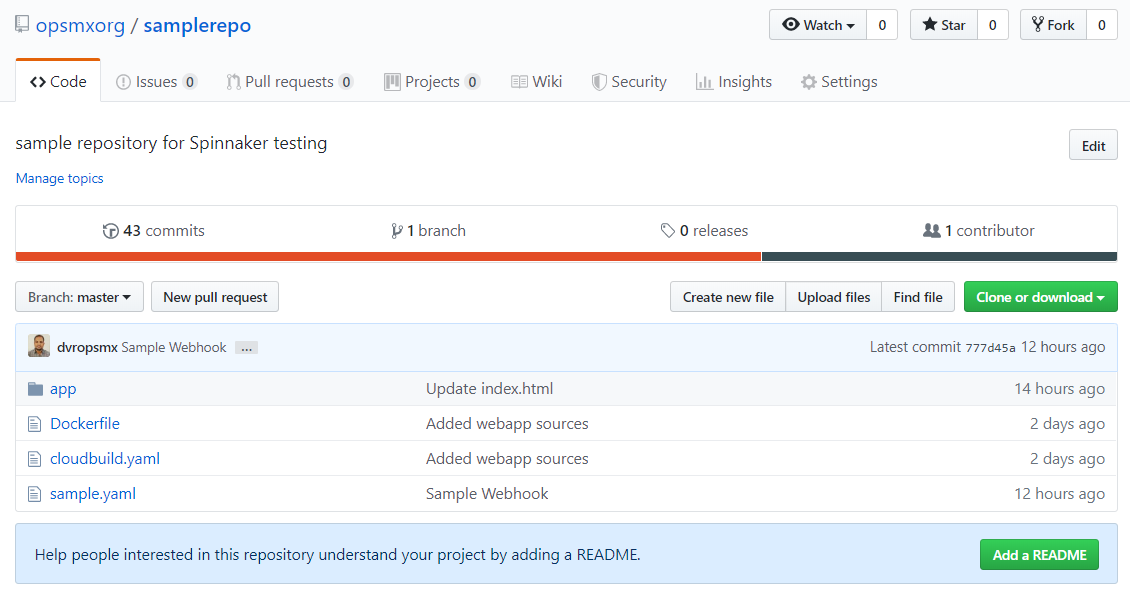 opsmxorg / samplerepo Watch 0 Star 0 Fork 0
Code Issues 0 Pull requests 0 Projects 0 Wiki Security Insights Settings
sample repository for Spinnaker testing Edit
Manage topics
43 commits 1 branch 0 releases 1 contributor
Branch: master New pull request Create new file Upload files Find file Clone or download
dvropsmx Sample Webhook ... Latest commit 777d45a 12 hours ago
app Update index.html 14 hours ago
Dockerfile Added webapp sources 2 days ago
cloudbuild.yaml Added webapp sources 2 days ago
sample.yaml Sample Webhook 12 hours ago
Help people interested in this repository understand your project by adding a README. Add a README